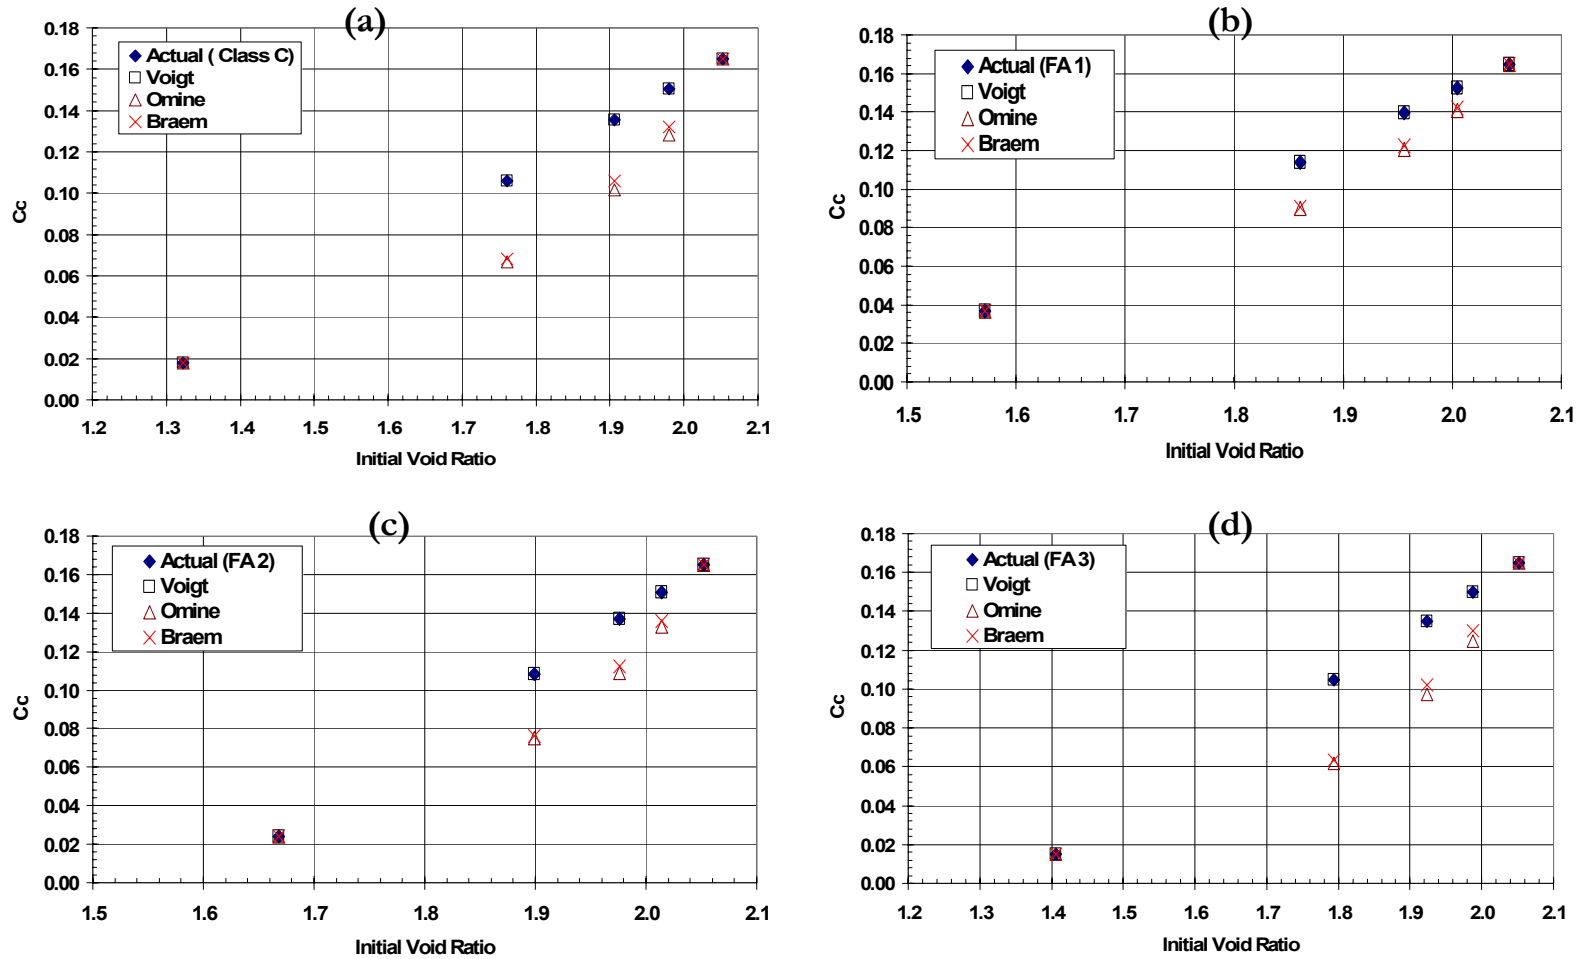 (a)
0.18
0.16
0.14
0.12
0.10
0.08
0.06
0.04
0.02
0.00
Cc
Actual ( Class C)
Voigt
Omine
Braem
1.2 1.3 1.4 1.5 1.6 1.7 1.8 1.9 2.0 2.1
Initial Void Ratio
(b)
0.18
0.16
0.14
0.12
0.10
0.08
0.06
0.04
0.02
0.00
Cc
Actual (FA 1)
Voigt
Omine
Braem
1.5 1.6 1.7 1.8 1.9 2.0 2.1
Initial Void Ratio
(c)
0.18
0.16
0.14
0.12
0.10
0.08
0.06
0.04
0.02
0.00
Cc
Actual (FA 2)
Voigt
Omine
Braem
1.5 1.6 1.7 1.8 1.9 2.0 2.1
Initial Void Ratio
(d)
0.18
0.16
0.14
0.12
0.10
0.08
0.06
0.04
0.02
0.00
Cc
Actual (FA 3)
Voigt
Omine
Braem
1.2 1.3 1.4 1.5 1.6 1.7 1.8 1.9 2.0 2.1
Initial Void Ratio